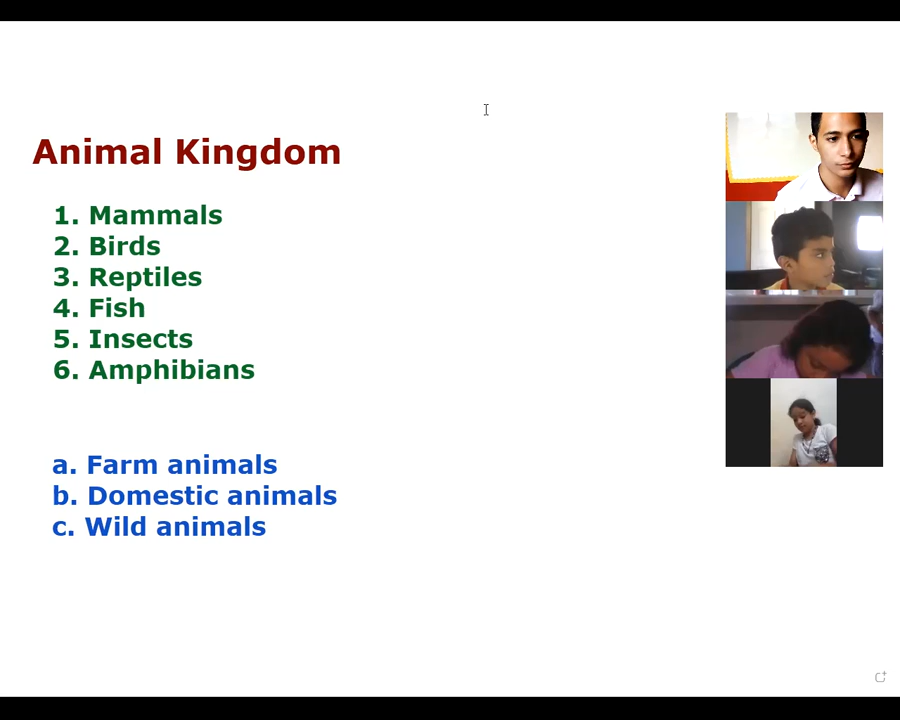 Animal Kingdom
1. Mammals
2. Birds
3. Reptiles
4. Fish
5. Insects
6. Amphibians
a. Farm animals
b. Domestic animals
c. Wild animals